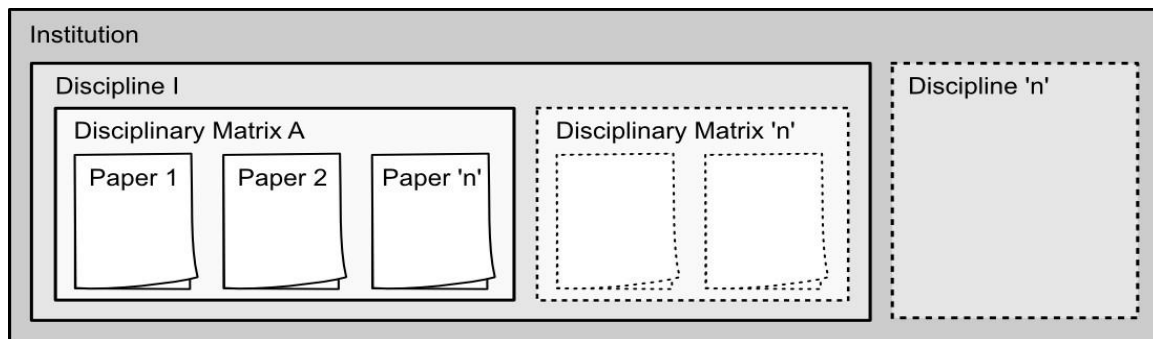 Institution
Discipline I
Discipline 'n'
Disciplinary Matrix A
Disciplinary Matrix 'n'
Paper 1
Paper 2
Paper 'n'